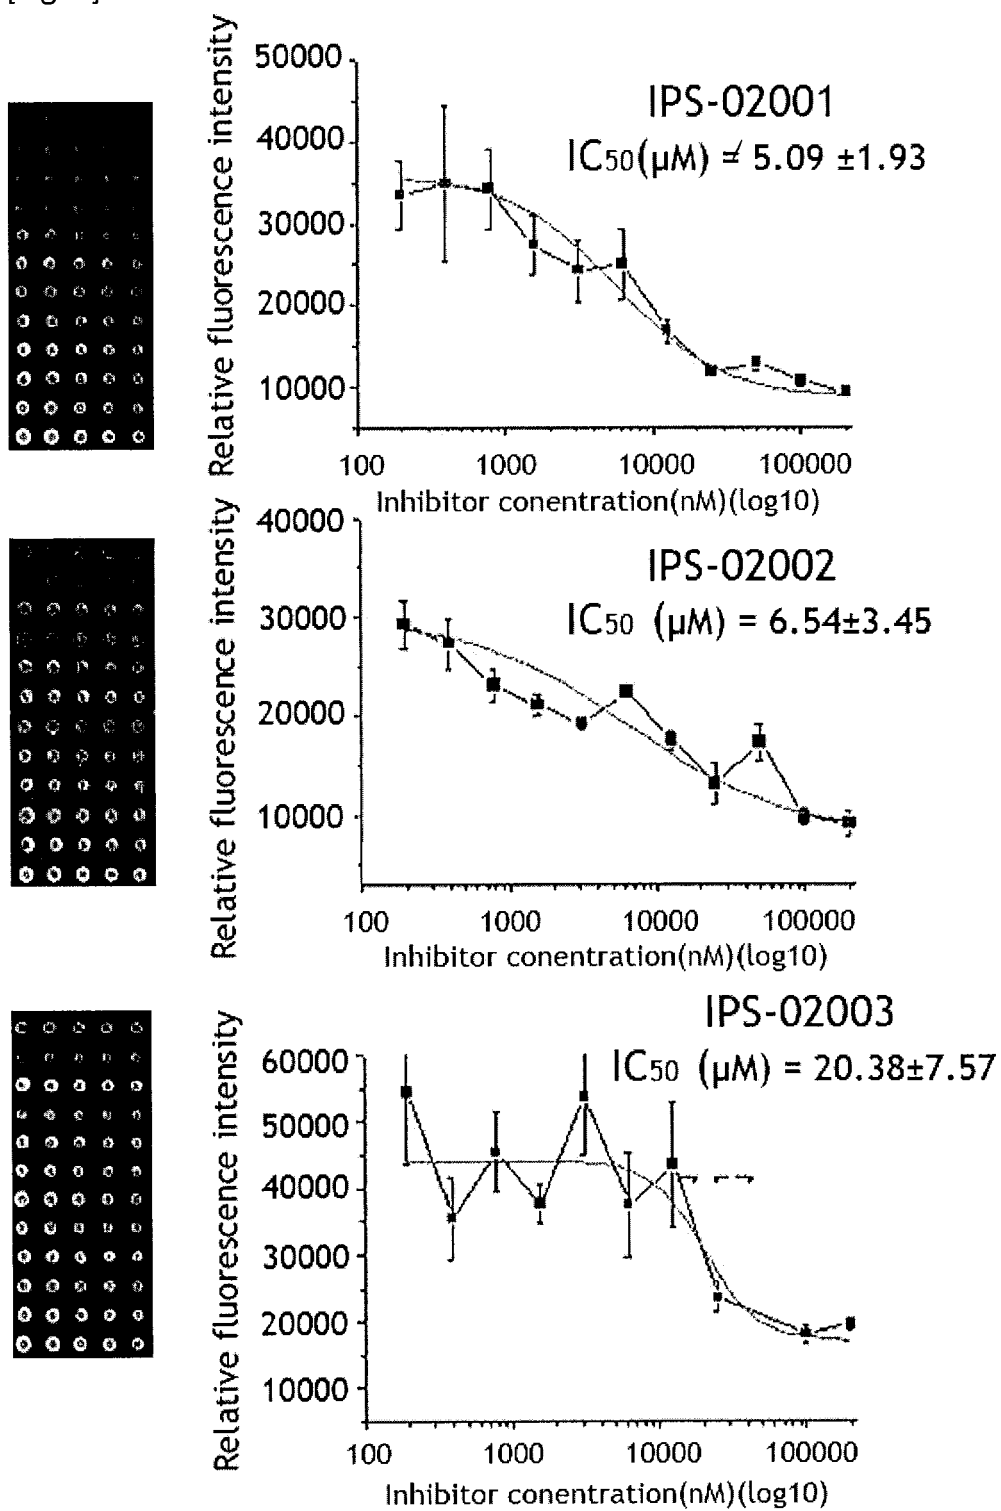 Relative fluorescence intensity
50000
40000
30000
20000
10000
IPS-02001
IC50(µM) = 5.09 ±1.93
100 1000 10000 100000
Inhibitor conentration(nM)(log10)
Relative fluorescence intensity
40000
30000
20000
10000
IPS-02002
IC50 (µM) = 6.54±3.45
100 1000 10000 100000
Inhibitor conentration(nM)(log10)
Relative fluorescence intensity
60000
50000
40000
30000
20000
10000
IPS-02003
IC50 (µM) = 20.38±7.57
100 1000 10000 100000
Inhibitor conentration(nM)(log10)